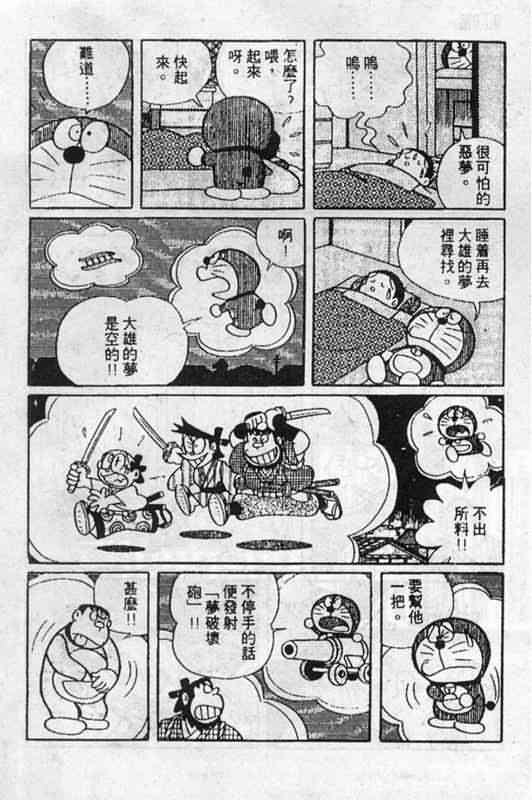 嗚……
嗚……
很可怕的
惡夢。
怎麼了?
喂，
起來
呀。
快起
來。
難道……
睡着再去
大雄的夢
裡尋找。
啊!
大雄的夢
是空的!!
不出
所料!!
要幫他
一把。
不停手的話
便發射
「夢破壞
砲」!!
甚麼!!